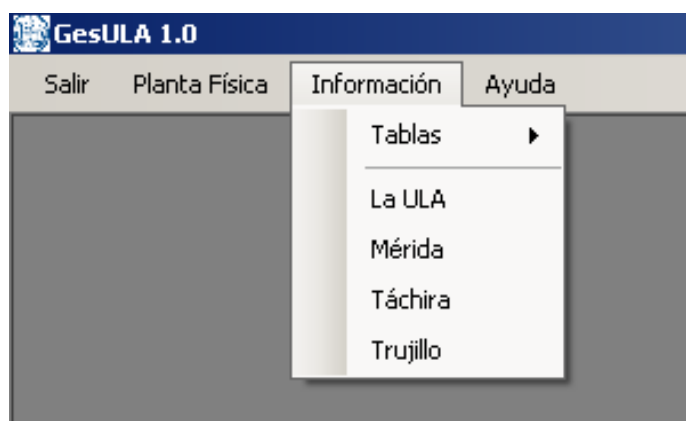 GesULA 1.0
Salir Planta Física Información Ayuda
Tablas
La ULA
Mérida
Táchira
Trujillo